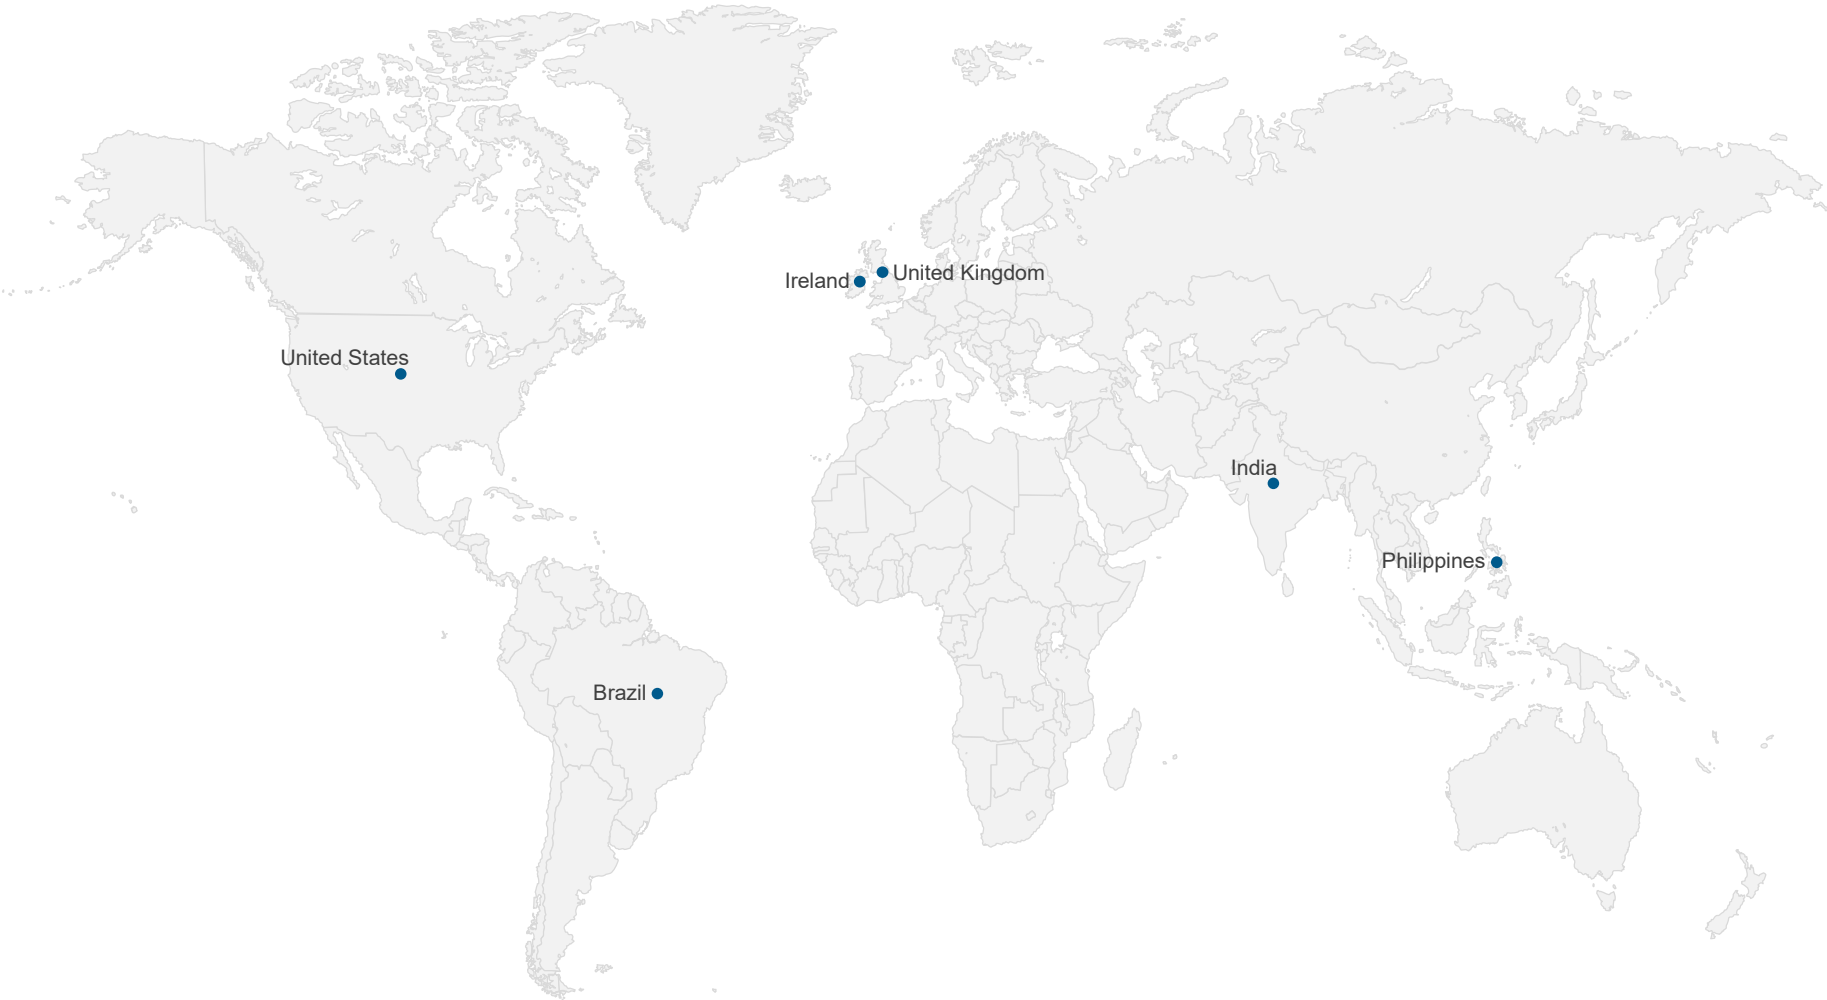 United Kingdom
Ireland
United States
India
Philippines
Brazil